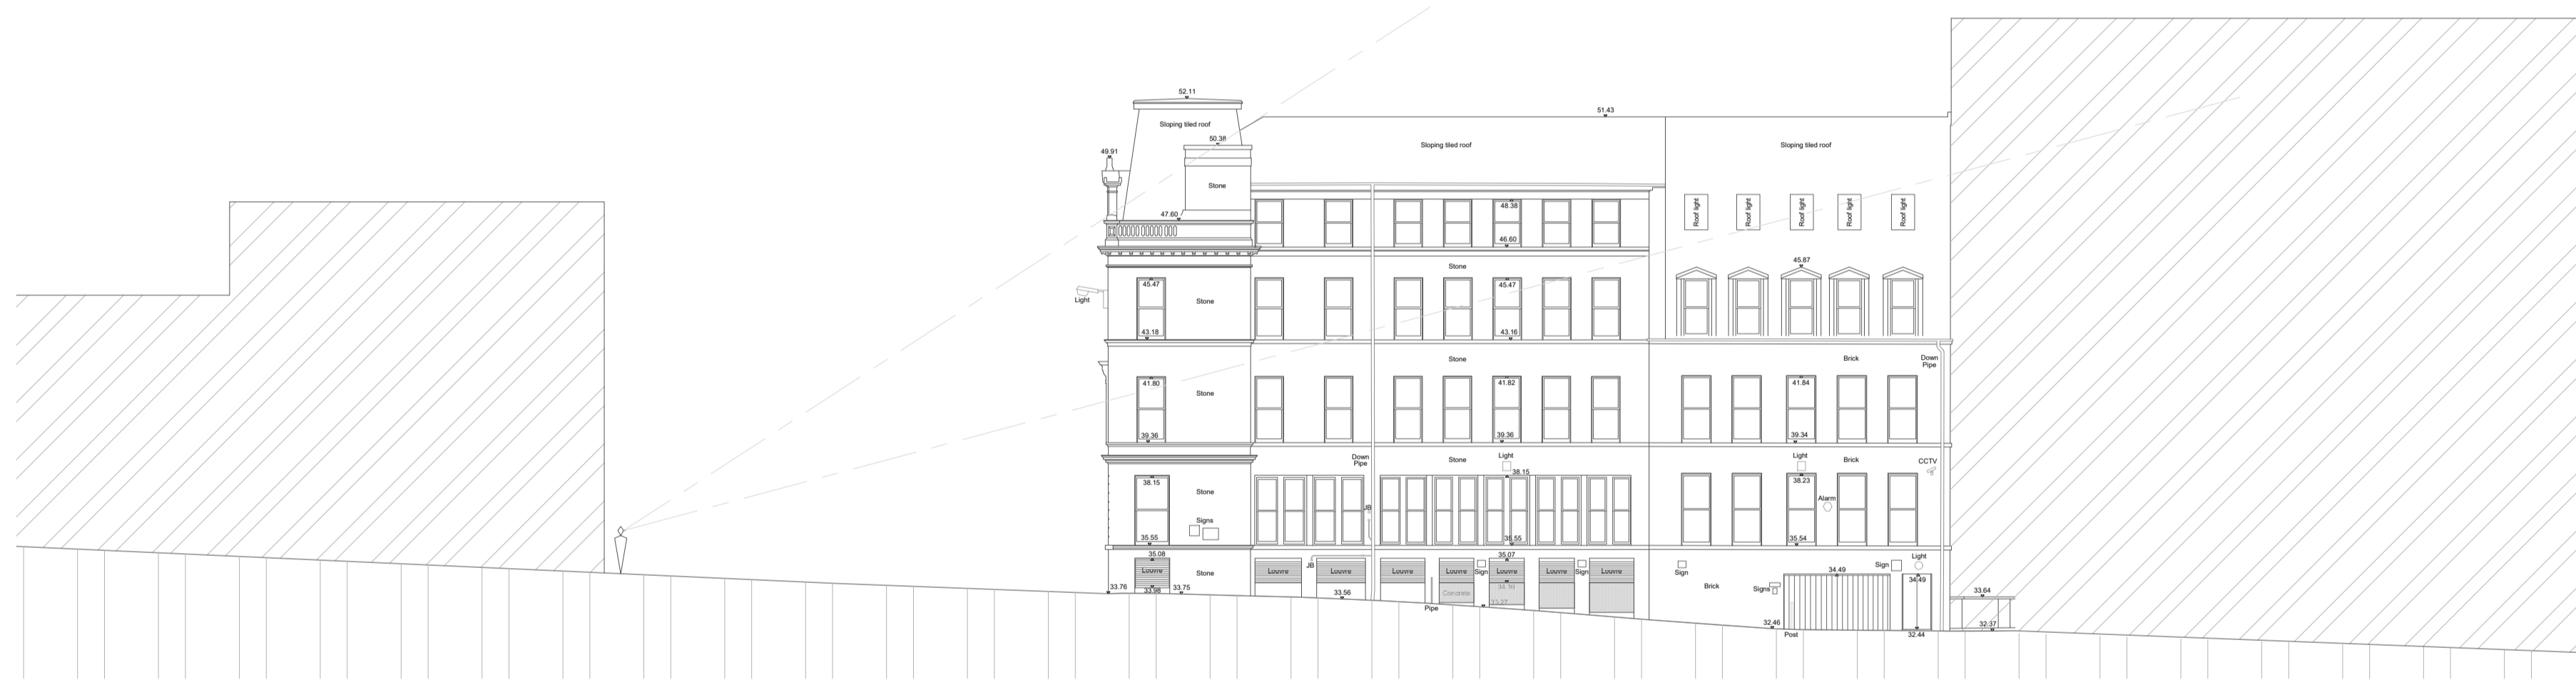 52.11
51.43
Sloping tiled roof
50.38
Sloping tiled roof
Sloping tiled roof
49.91
Stone
47.60
48.38
46.60
Roof light
Roof light
Roof light
Roof light
Roof light
45.87
Stone
45.47
Stone
45.47
Light
43.18
43.16
Stone
Brick
Down
Pipe
41.80
41.82
41.84
Stone
39.36
39.36
39.34
Down
Pipe
Stone
Light
Light
Brick
CCTV
38.15
38.15
38.23
Stone
Alarm
JB
Signs
35.55
35.55
35.54
35.08
35.07
Light
Louvre
Stone
JB
Louvre
Louvre
Louvre
Louvre
Sign
Louvre
Louvre
Sign
Louvre
Sign
Sign
34.49
34.49
33.76
33.98
33.75
33.56
Concrete
34.16
33.27
Brick
Signs
33.64
Pipe
32.46
Post
32.44
32.37